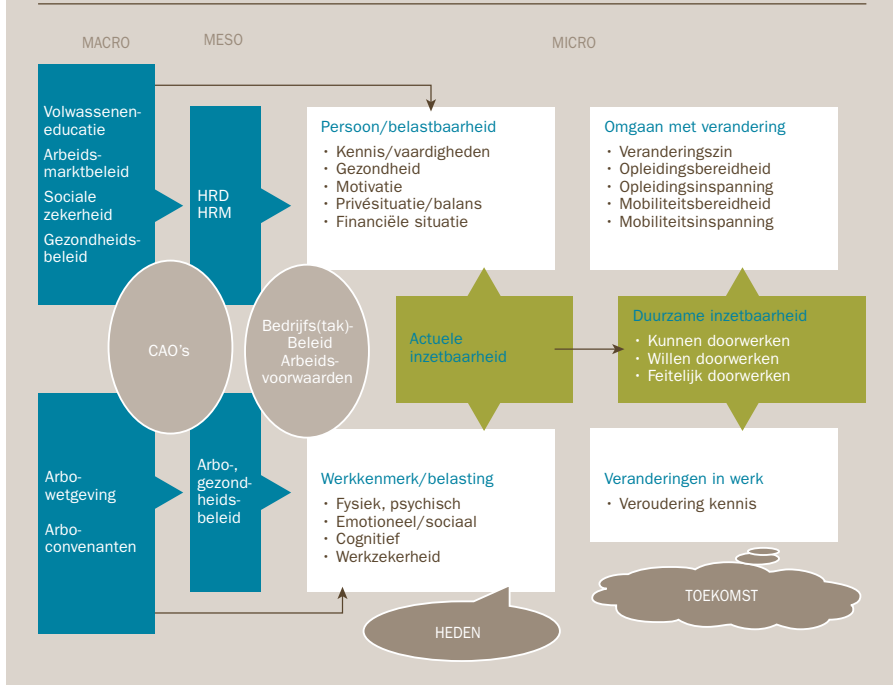 MACRO
MESO
MICRO
Volwassenen-
educatie
Arbeids-
marktbeleid
Sociale
zekerheid
Gezondheids-
beleid
HRD
HRM
Persoon/belastbaarheid
· Kennis/vaardigheden
· Gezondheid
· Motivatie
· Privésituatie/balans
· Financiële situatie
Omgaan met verandering
· Veranderingszin
· Opleidingsbereidheid
· Opleidingsinspanning
· Mobiliteitsbereidheid
· Mobiliteitsinspanning
CAO's
Bedrijfs(tak)-
Beleid
Arbeids-
voorwaarden
Actuele
inzetbaarheid
Duurzame inzetbaarheid
· Kunnen doorwerken
· Willen doorwerken
· Feitelijk doorwerken
Arbo-
wetgeving
Arbo-
convenanten
Arbo-,
gezond-
heids-
beleid
Werkkenmerk/belasting
· Fysiek, psychisch
· Emotioneel/sociaal
· Cognitief
· Werkzekerheid
Veranderingen in werk
· Veroudering kennis
HEDEN
TOEKOMST